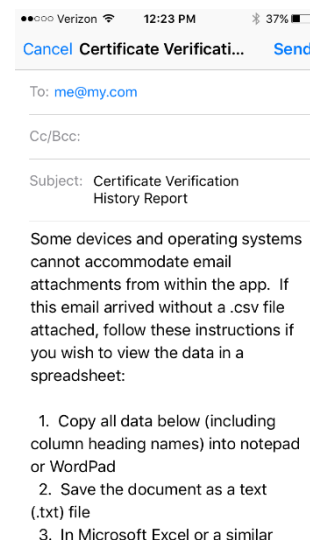 Verizon 12:23 PM 37%
Cancel Certificate Verificati... Send
To: me@my.com
Cc/Bcc:
Subject: Certificate Verification
History Report
Some devices and operating systems
cannot accommodate email
attachments from within the app. If
this email arrived without a .csv file
attached, follow these instructions if
you wish to view the data in a
spreadsheet:
1. Copy all data below (including
column heading names) into notepad
or WordPad
2. Save the document as a text
(.txt) file
3. In Microsoft Excel or a similar